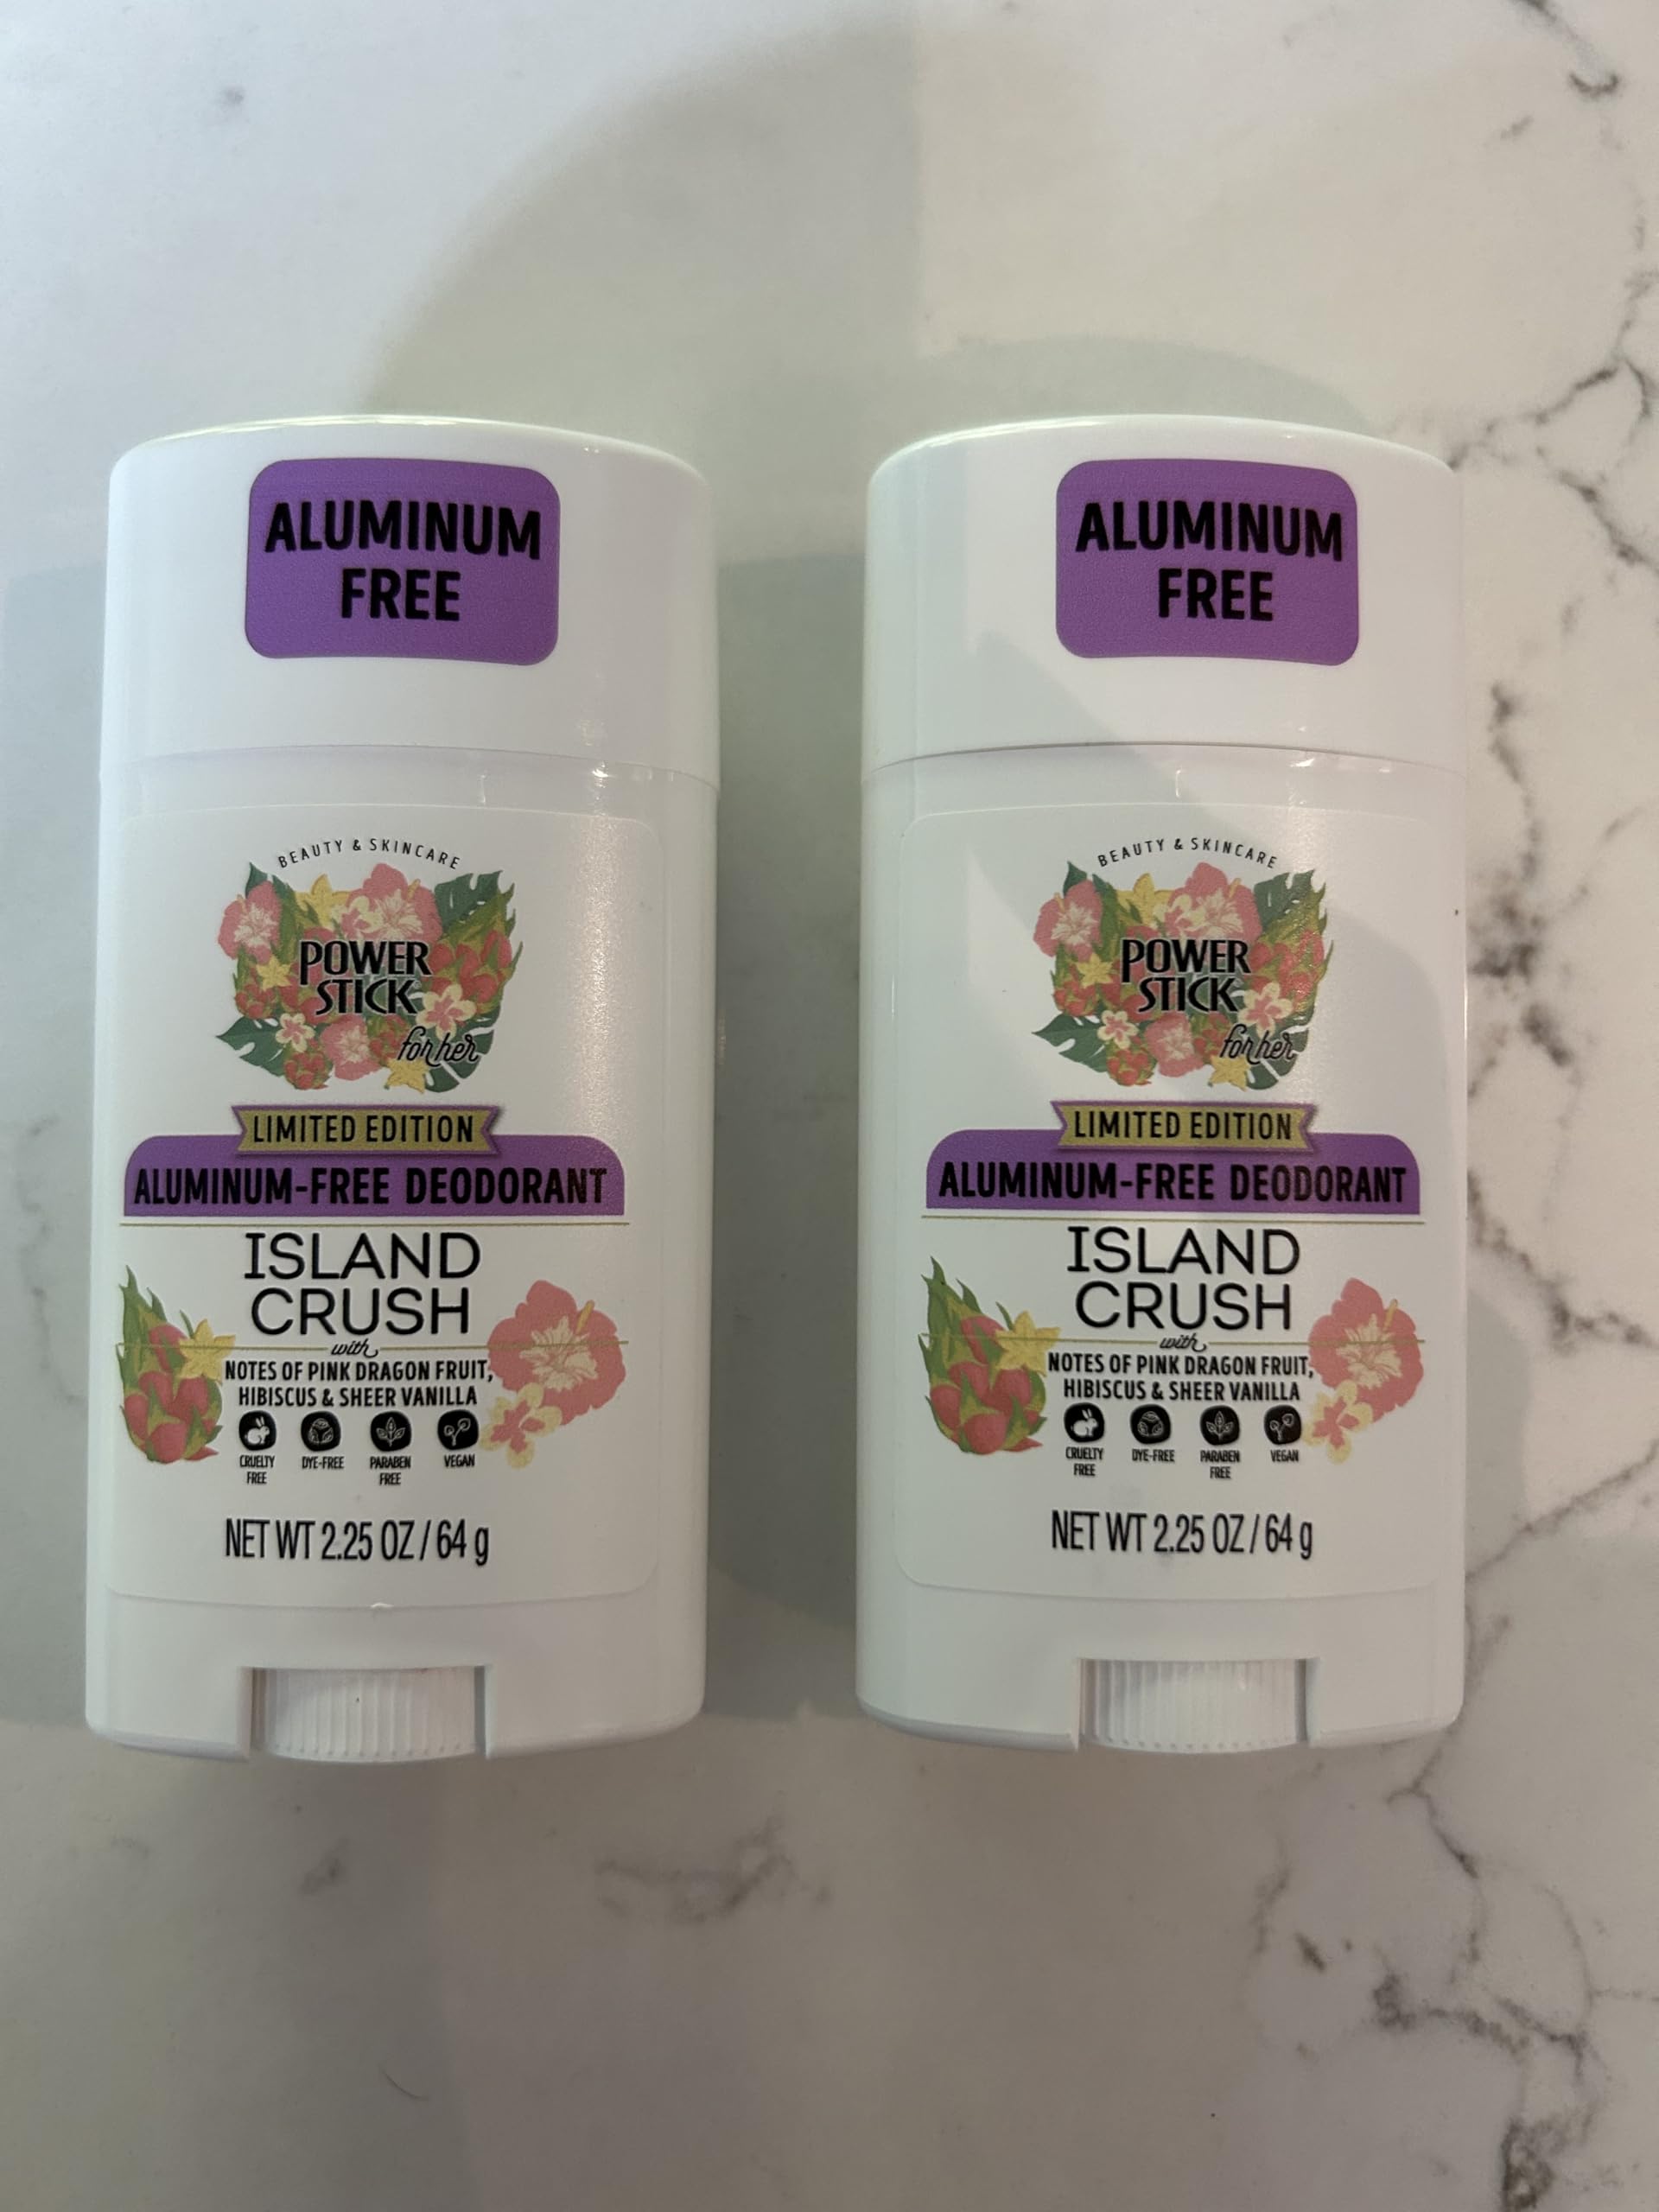 ALUMINUM
FREE
BEAUTY & SKINCARE
POWER
STICK
for her
LIMITED EDITION
ALUMINUM-FREE DEODORANT
ISLAND
CRUSH
with
NOTES OF PINK DRAGON FRUIT,
HIBISCUS & SHEER VANILLA
CRUELTY
FREE
DYE-FREE
PARABEN
FREE
VEGAN
NET WT 2.25 OZ / 64 g
ALUMINUM
FREE
BEAUTY & SKINCARE
POWER
STICK
for her
LIMITED EDITION
ALUMINUM-FREE DEODORANT
ISLAND
CRUSH
with
NOTES OF PINK DRAGON FRUIT,
HIBISCUS & SHEER VANILLA
CRUELTY
FREE
DYE-FREE
PARABEN
FREE
VEGAN
NET WT 2.25 OZ / 64 g